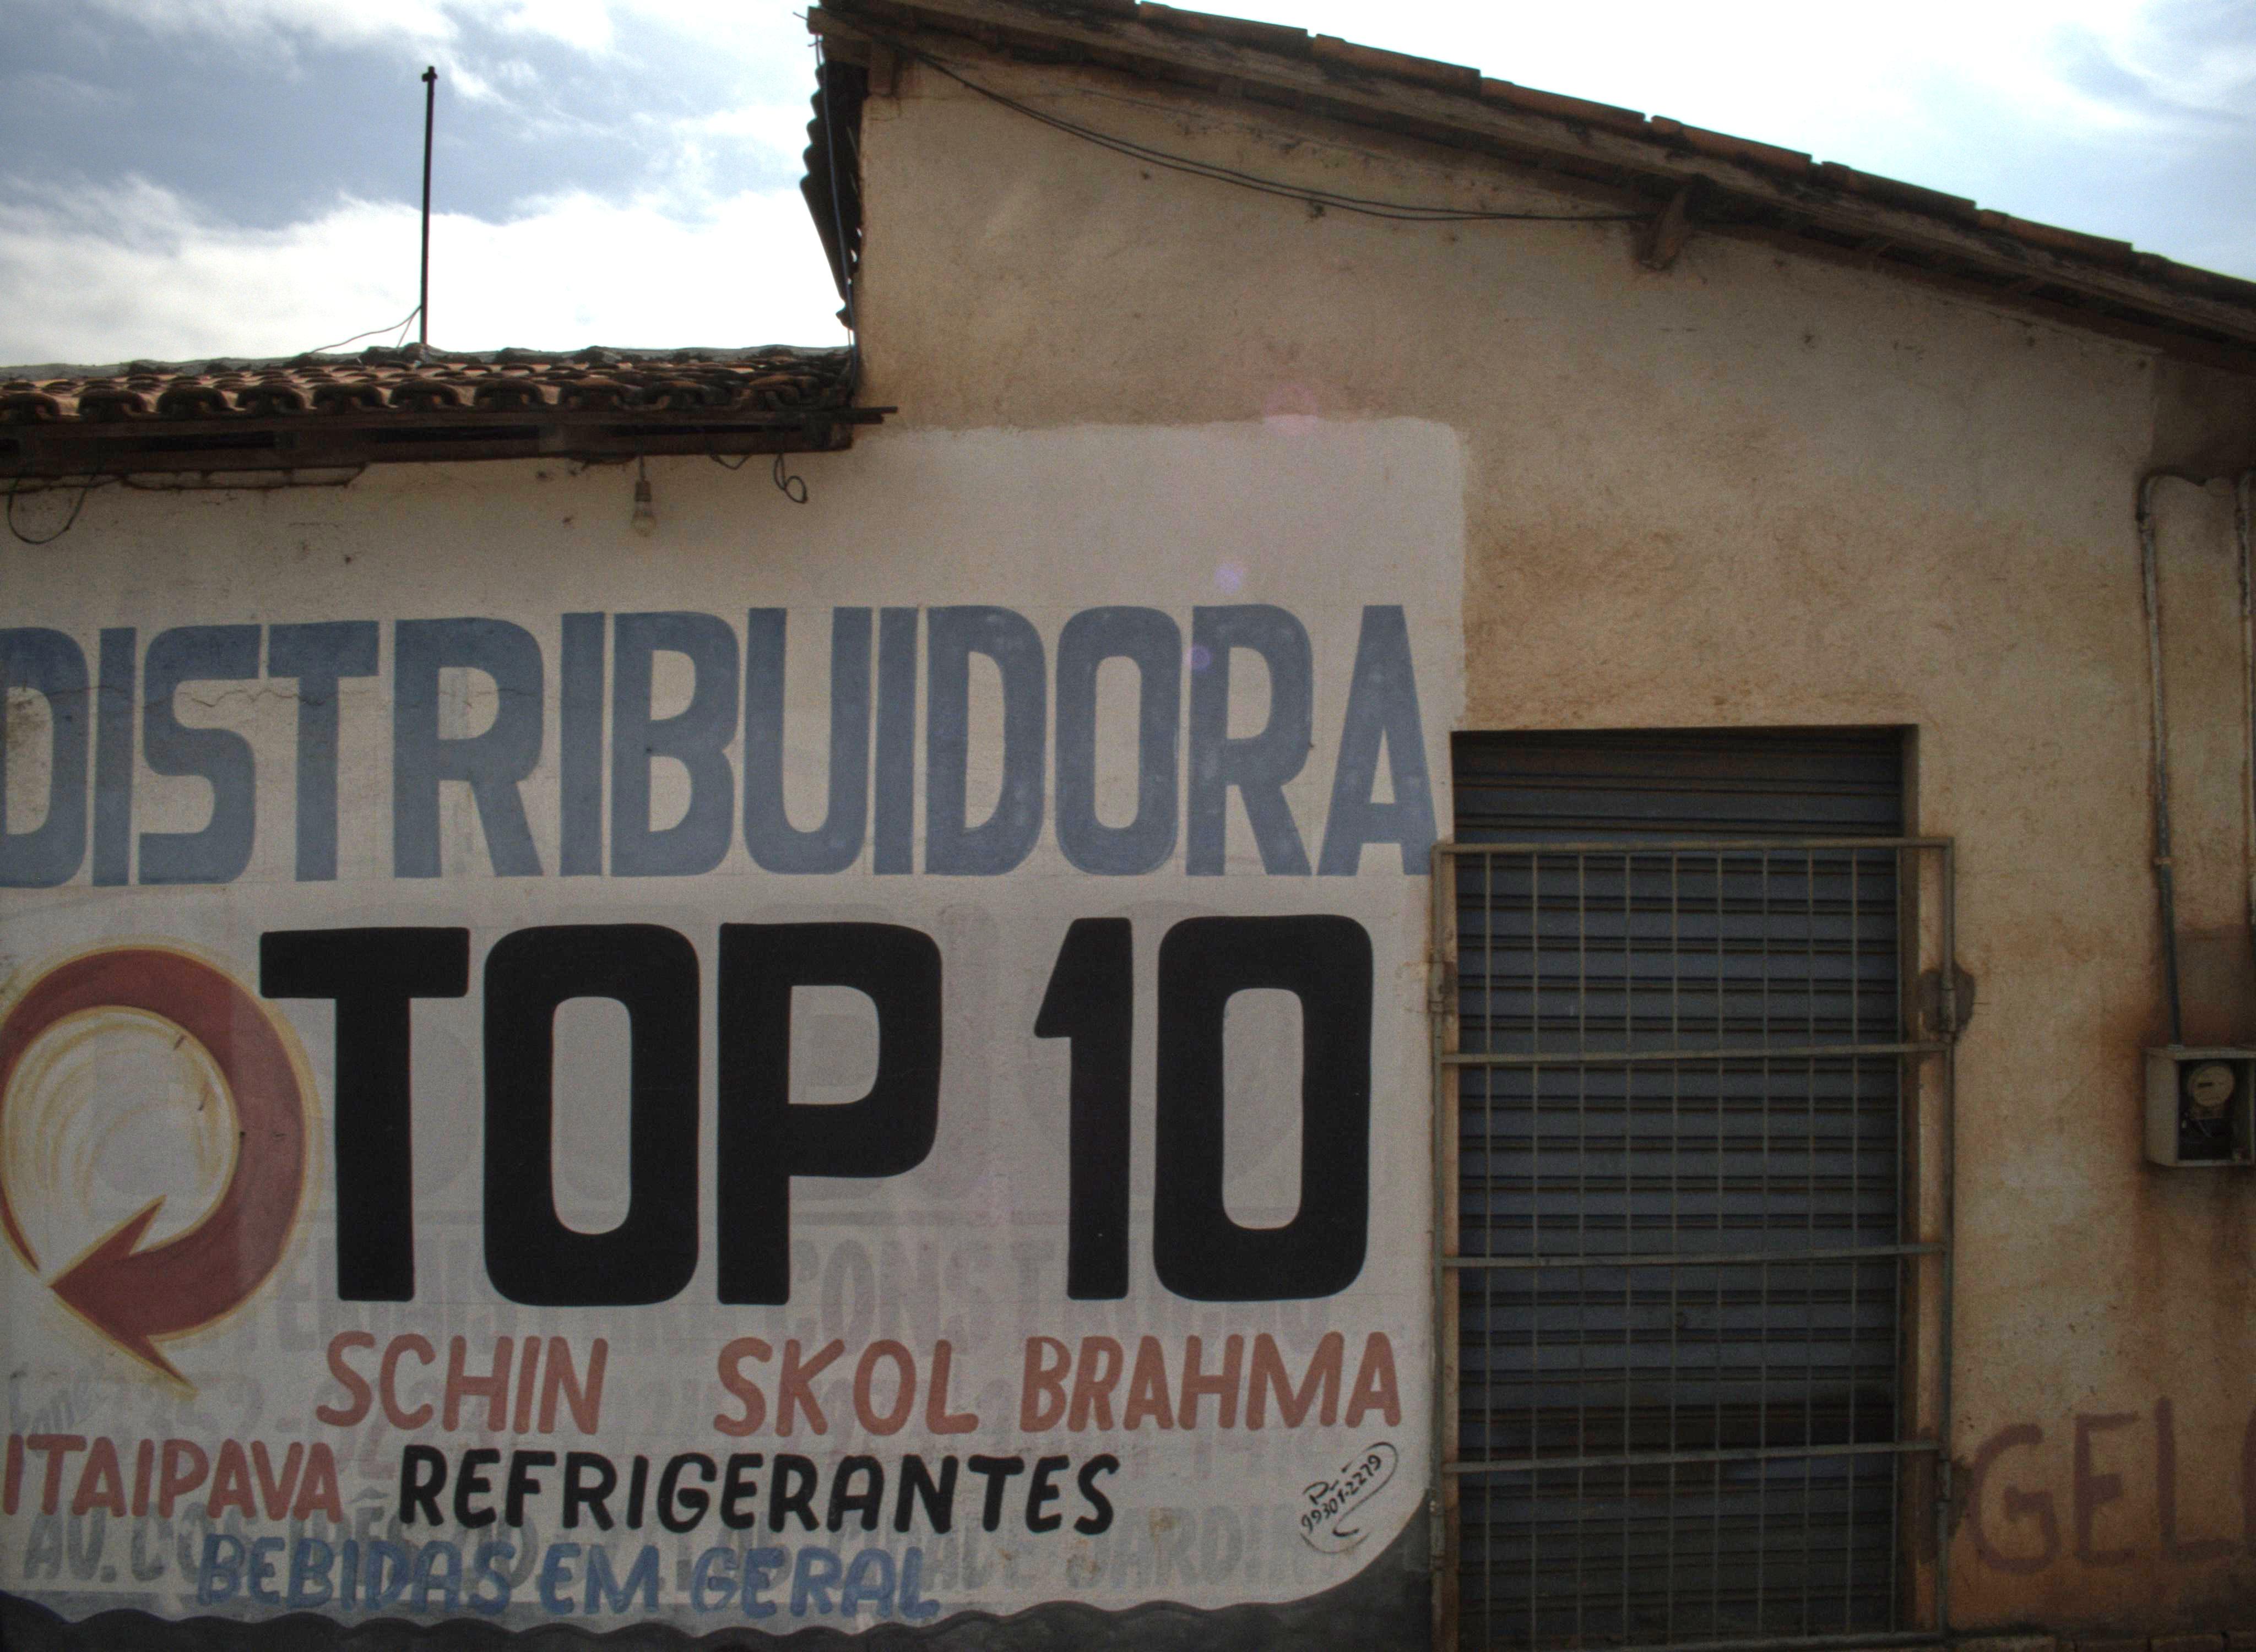 DISTRIBUIDORA
TOP 10
SCHIN SKOL BRAHMA
ITAIPAVA REFRIGERANTES
BEBIDAS EM GERAL
99301-2279
GEL